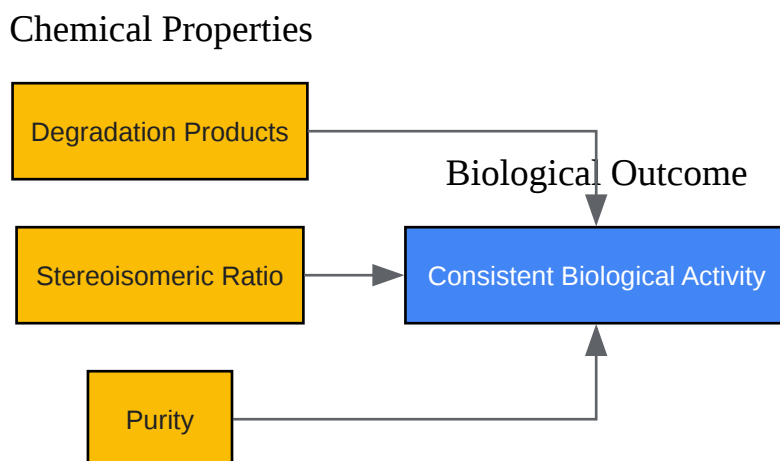 Chemical Properties
Degradation Products
Biological Outcome
Stereoisomeric Ratio
Consistent Biological Activity
Purity